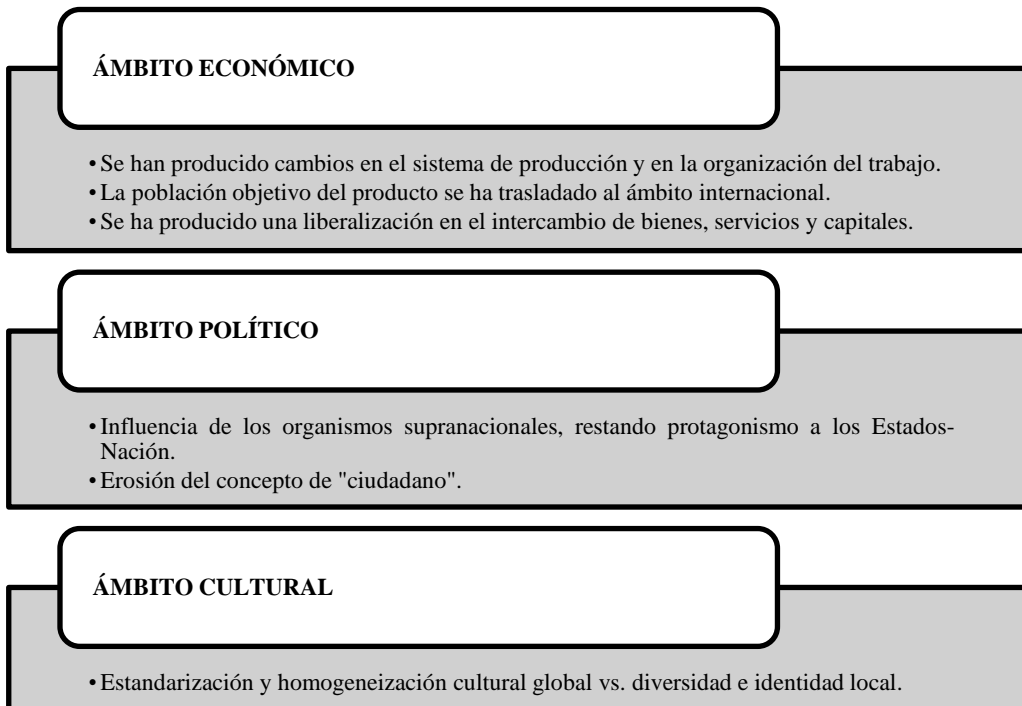 ÁMBITO ECONÓMICO
• Se han producido cambios en el sistema de producción y en la organización del trabajo.
• La población objetivo del producto se ha trasladado al ámbito internacional.
• Se ha producido una liberalización en el intercambio de bienes, servicios y capitales.
ÁMBITO POLÍTICO
• Influencia de los organismos supranacionales, restando protagonismo a los Estados-
Nación.
• Erosión del concepto de "ciudadano".
ÁMBITO CULTURAL
• Estandarización y homogeneización cultural global vs. diversidad e identidad local.